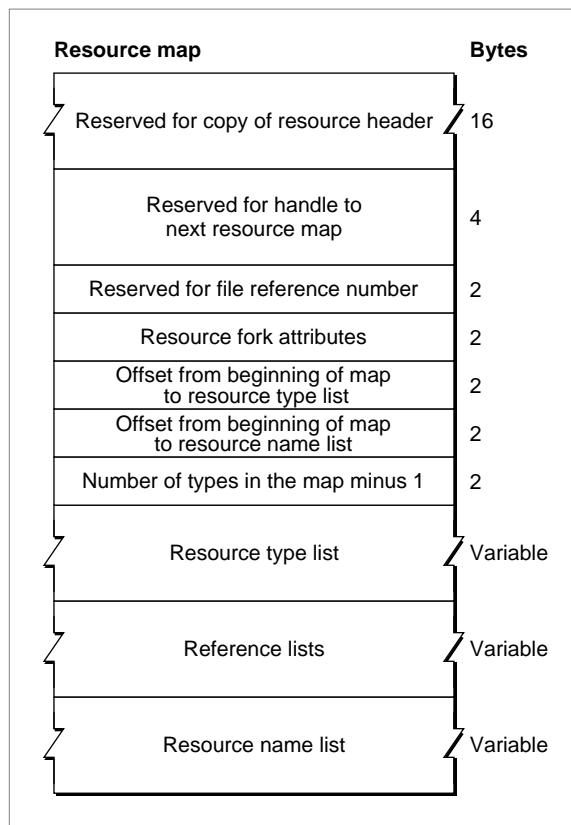 Resource map Bytes
Reserved for copy of resource header 16
Reserved for handle to
next resource map 4
Reserved for file reference number 2
Resource fork attributes 2
Offset from beginning of map
to resource type list 2
Offset from beginning of map
to resource name list 2
Number of types in the map minus 1 2
Resource type list Variable
Reference lists Variable
Resource name list Variable